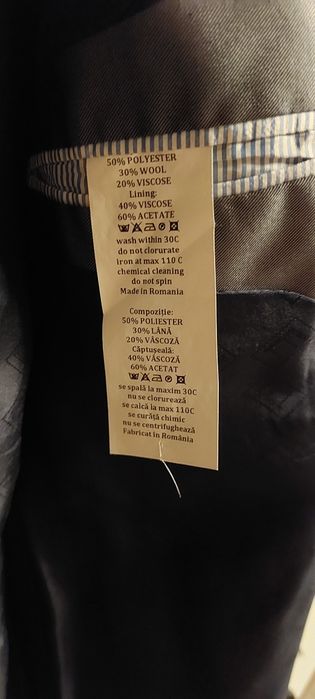 50% POLYESTER
30% WOOL
20% VISCOSE
Lining:
40% VISCOSE
60% ACETATE
wash within 30C
do not clorurate
iron at max 110 C
chemical cleaning
do not spin
Made in Romania
Compoziție:
50% POLIESTER
30% LÂNĂ
20% VÂSCOZĂ
Căptușeală:
40% VÂSCOZĂ
60% ACETAT
se spală la maxim 30C
nu se clorurează
se calcă la max 110C
se curăță chimic
nu se centrifughează
Fabricat în România